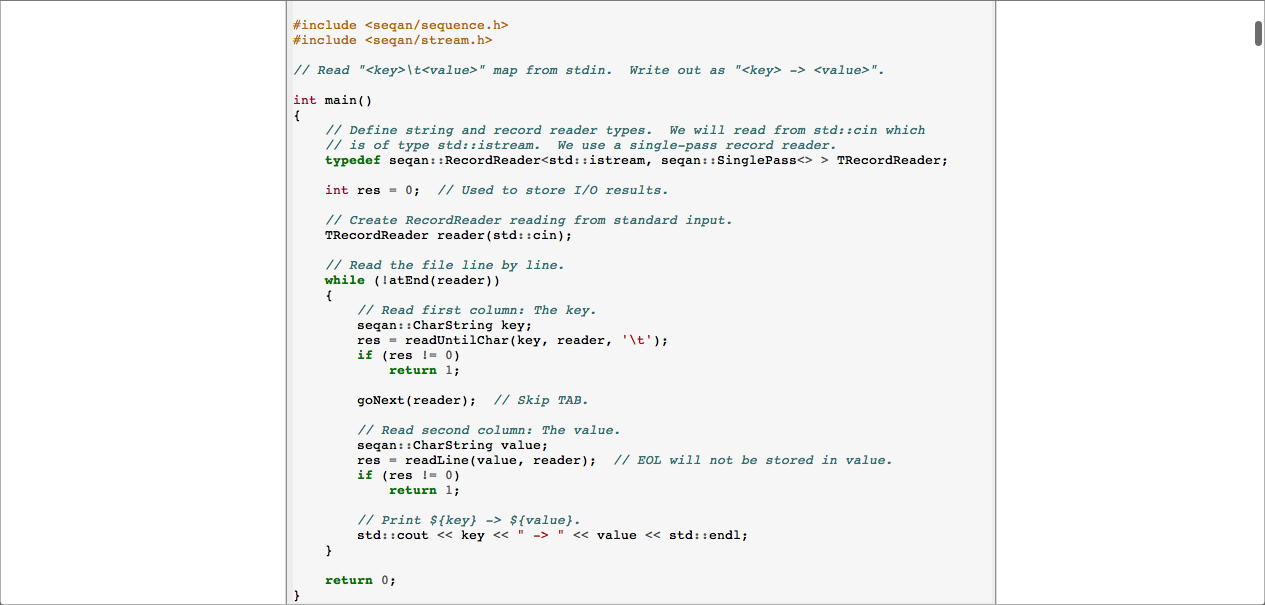 #include <seqan/sequence.h>
#include <seqan/stream.h>
// Read "<key>\t<value>" map from stdin.  Write out as "<key> -> <value>".
int main()
{
    // Define string and record reader types.  We will read from std::cin which
    // is of type std::istream.  We use a single-pass record reader.
    typedef seqan::RecordReader<std::istream, seqan::SinglePass<> > TRecordReader;
    int res = 0;  // Used to store I/O results.
    // Create RecordReader reading from standard input.
    TRecordReader reader(std::cin);
    // Read the file line by line.
    while (!atEnd(reader))
    {
        // Read first column: The key.
        seqan::CharString key;
        res = readUntilChar(key, reader, '\t');
        if (res != 0)
            return 1;
        goNext(reader);  // Skip TAB.
        // Read second column: The value.
        seqan::CharString value;
        res = readLine(value, reader);  // EOL will not be stored in value.
        if (res != 0)
            return 1;
        // Print ${key} -> ${value}.
        std::cout << key << " -> " << value << std::endl;
    }
    return 0;
}